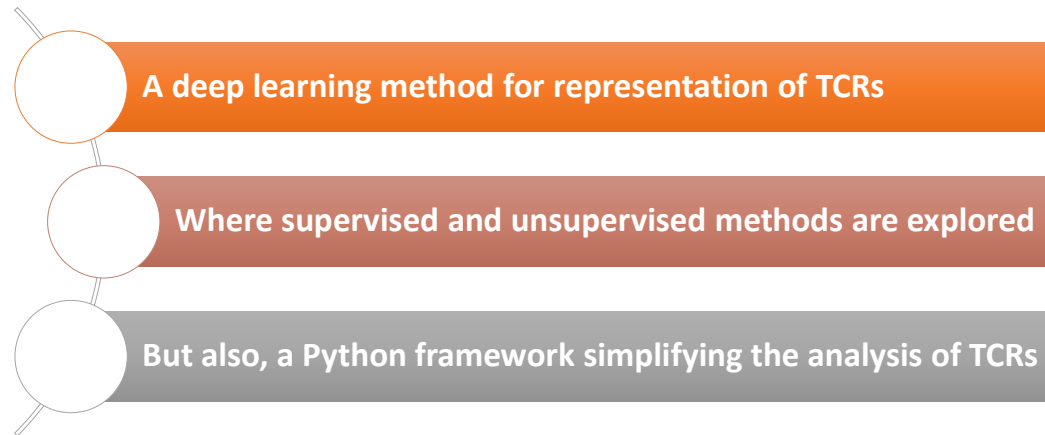 A deep learning method for representation of TCRs
Where supervised and unsupervised methods are explored
But also, a Python framework simplifying the analysis of TCRs